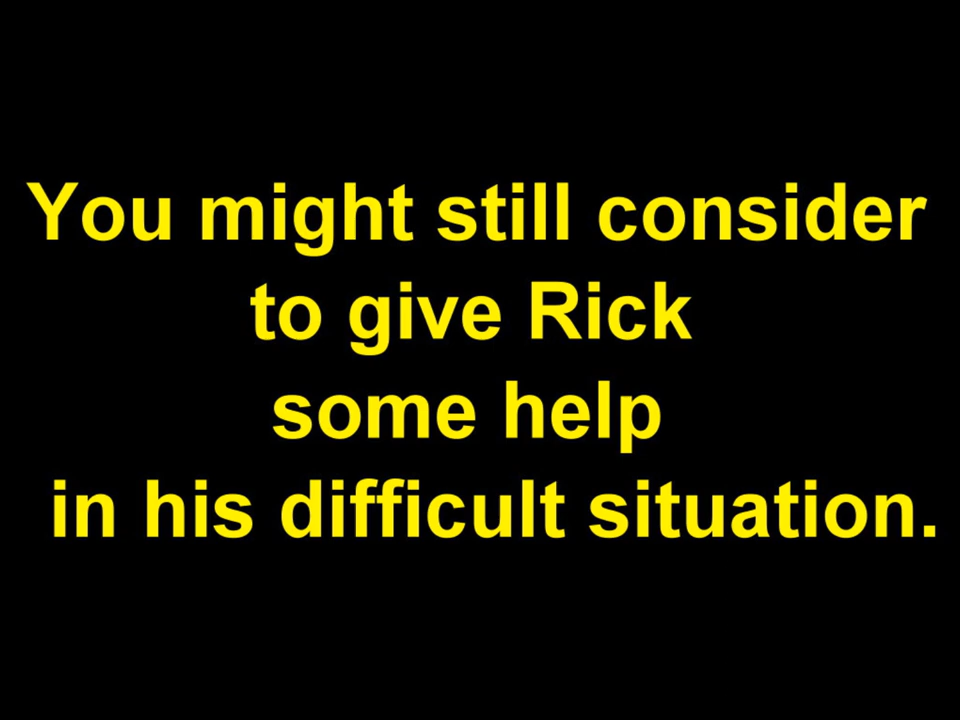 You might still consider
to give Rick
some help
in his difficult situation.